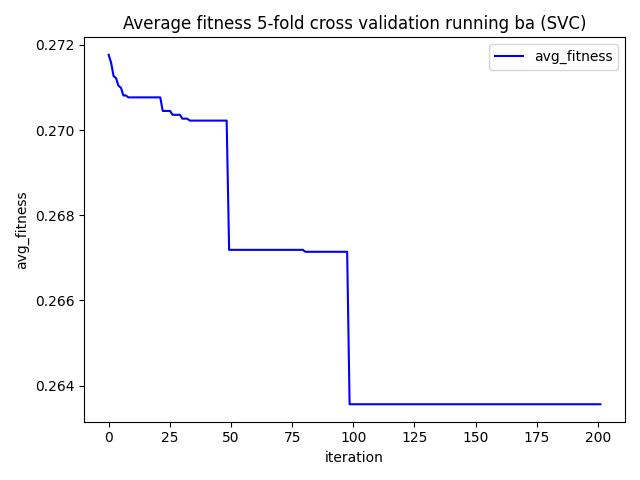 Average fitness 5-fold cross validation running ba (SVC)
avg_fitness
0.272
0.270
0.268
0.266
0.264
avg_fitness
0 25 50 75 100 125 150 175 200
iteration